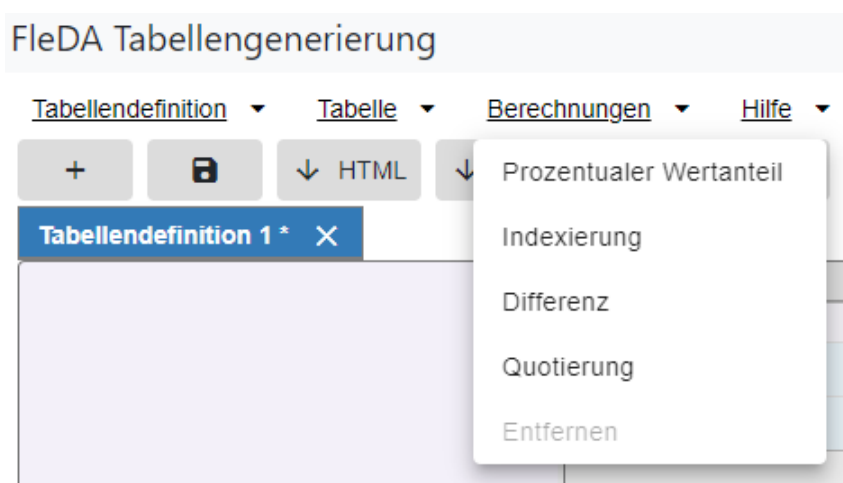 FleDA Tabellengenerierung
Tabellendefinition Tabelle Berechnungen Hilfe
+ HTML
Prozentualer Wertanteil
Tabellendefinition 1 *
Indexierung
Differenz
Quotierung
Entfernen